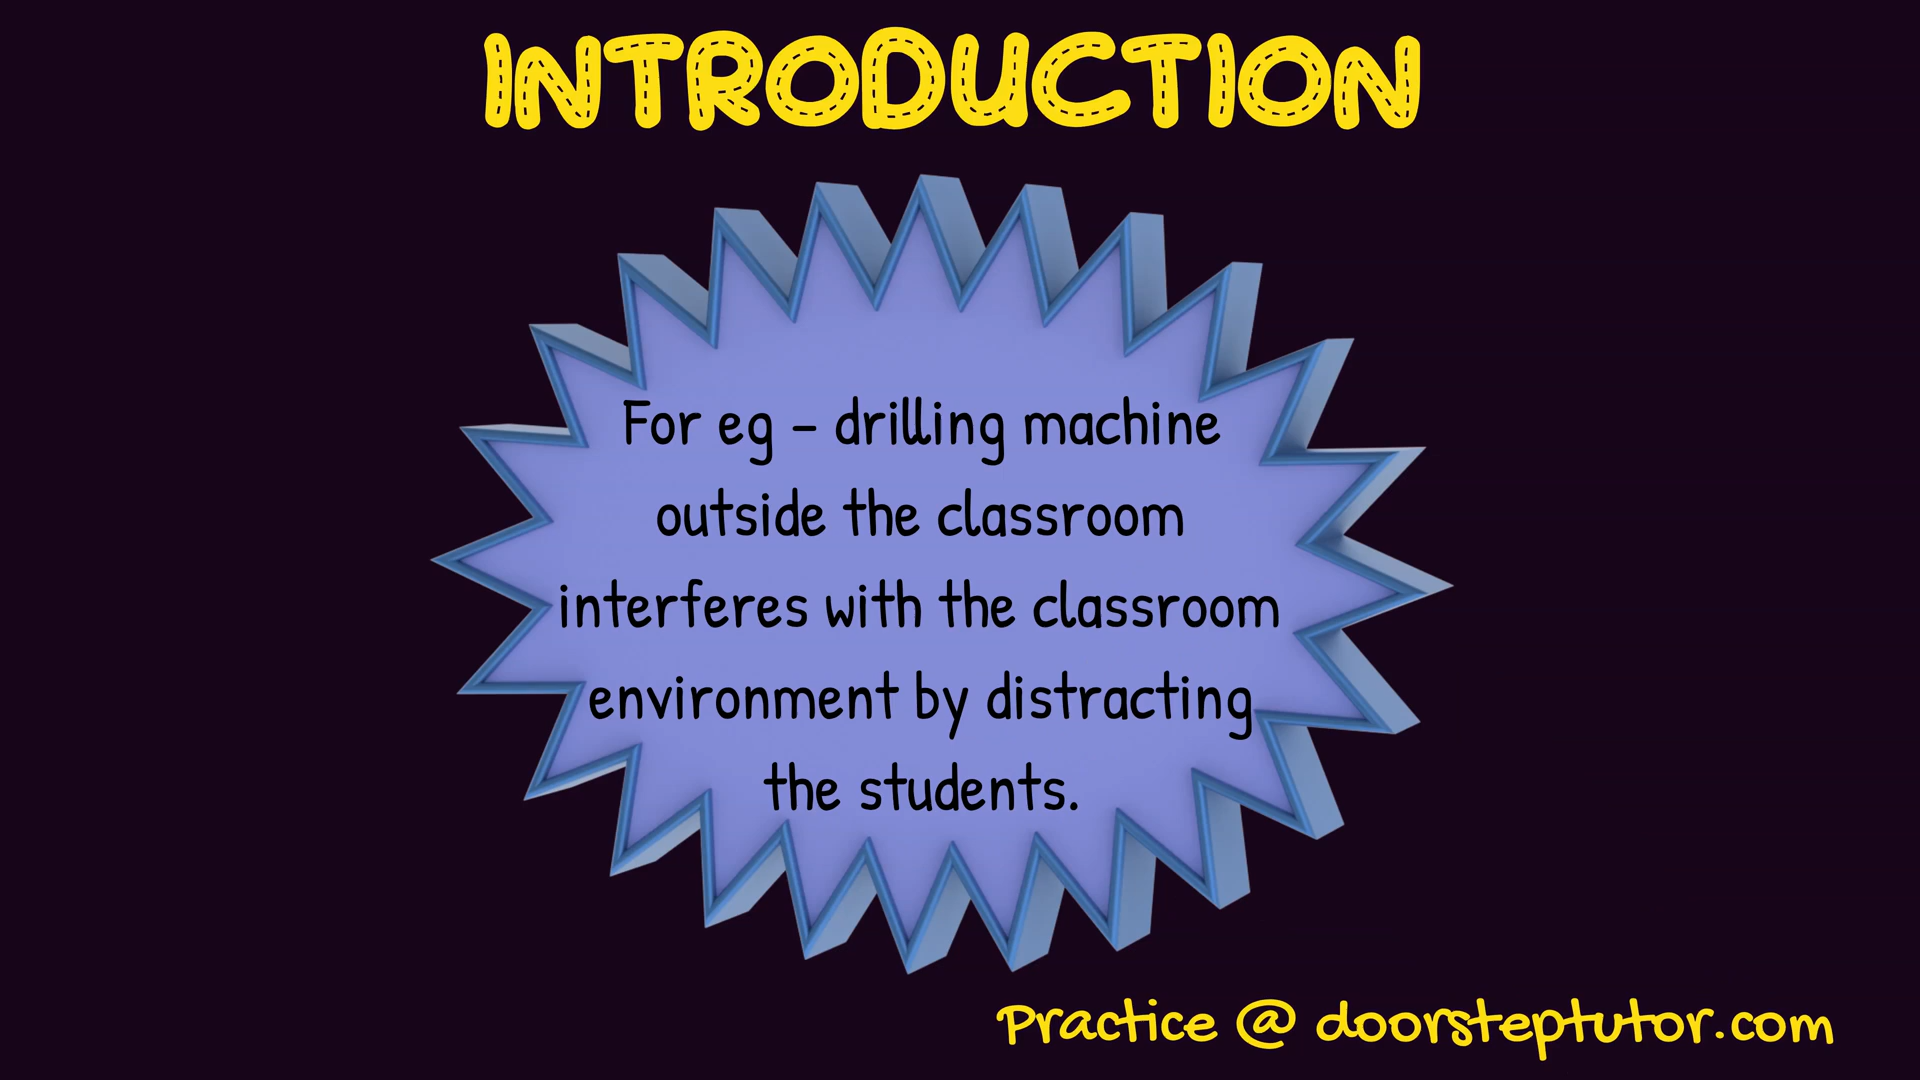 INTRODUCTION
For eg - drilling machine
outside the classroom
interferes with the classroom
environment by distracting
the students.
Practice @ doorsteptutor.com